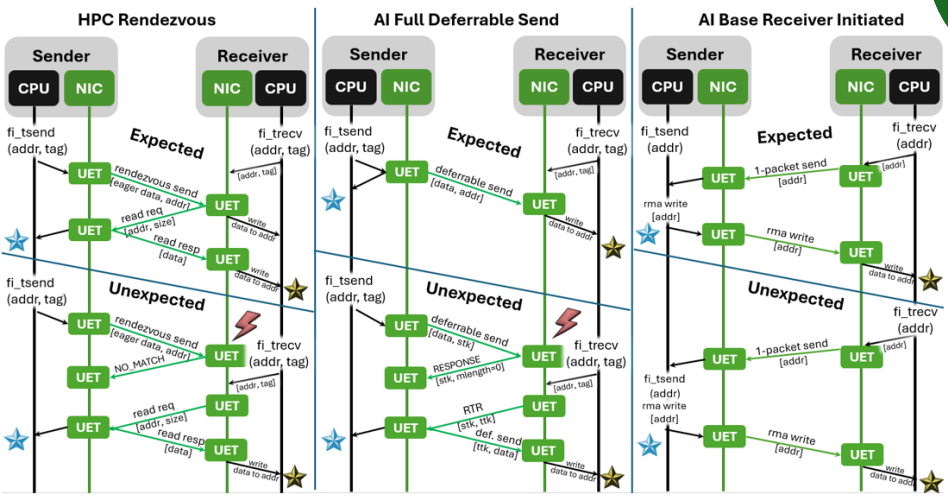 HPC Rendezvous
Sender
Receiver
CPU
NIC
NIC
CPU
fi_tsend
(addr, tag)
Expected
fi_trecv
(addr, tag)
UET
rendezvous send
[eager data, addr]
[addr, tag]
UET
write
data to addr
UET
read req
[addr, size]
read resp
[data]
UET
write
data to addr
fi_tsend
(addr, tag)
Unexpected
UET
rendezvous send
[eager data, addr]
UET
fi_trecv
(addr, tag)
UET
NO_MATCH
[addr, tag]
UET
read req
[addr, size]
UET
read resp
[data]
UET
write
data to addr
AI Full Deferrable Send
Sender
Receiver
CPU
NIC
NIC
CPU
fi_tsend
(addr, tag)
Expected
fi_trecv
(addr, tag)
UET
deferrable send
[data, addr]
[addr, tag]
UET
write
data to addr
fi_tsend
(addr, tag)
Unexpected
UET
deferrable send
[data, stk]
UET
fi_trecv
(addr, tag)
UET
RESPONSE
[stk, mlength=0]
[addr, tag]
UET
RTR
[stk, ttk]
UET
def. send
[ttk, data]
UET
write
data to addr
AI Base Receiver Initiated
Sender
Receiver
CPU
NIC
NIC
CPU
fi_tsend
(addr)
Expected
fi_trecv
(addr)
UET
1-packet send
[addr]
UET
[addr]
rma write
[addr]
UET
rma write
[addr]
UET
write
data to addr
Unexpected
fi_trecv
(addr)
UET
1-packet send
[addr]
UET
[addr]
fi_tsend
(addr)
rma write
[addr]
UET
rma write
[addr]
UET
write
data to addr